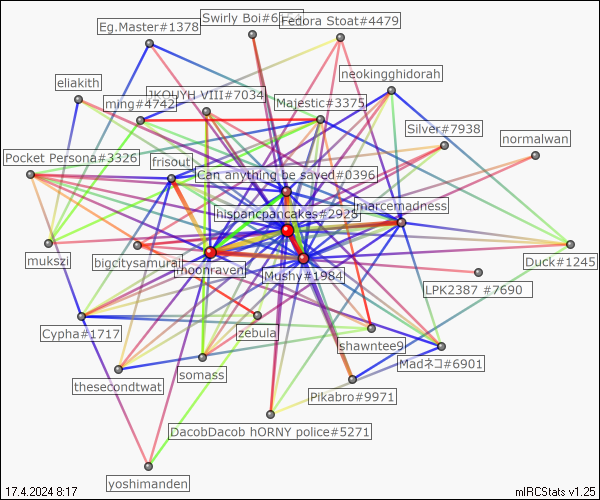 Swirly Boi#6
Fedora Stoat#4479
Eg.Master#1378
neokingghidorah
eliakith
JKOUYH VIII#7034
ming#4742
Majestic#3375
Silver#7938
normalwan
Pocket Persona#3326
frisout
Can anything be saved#0396
marcemadness
hispancpancakes#2928
mukszi
bigcitysamurai
moonraven
Mushy#1984
Duck#1245
LPK2387 #7690
Cypha#1717
zebula
shawntee9
Madネコ#6901
thesecondtwat
somass
Pikabro#9971
DacobDacob hORNY police#5271
yoshimanden
17.4.2024 8:17
mIRCStats v1.25